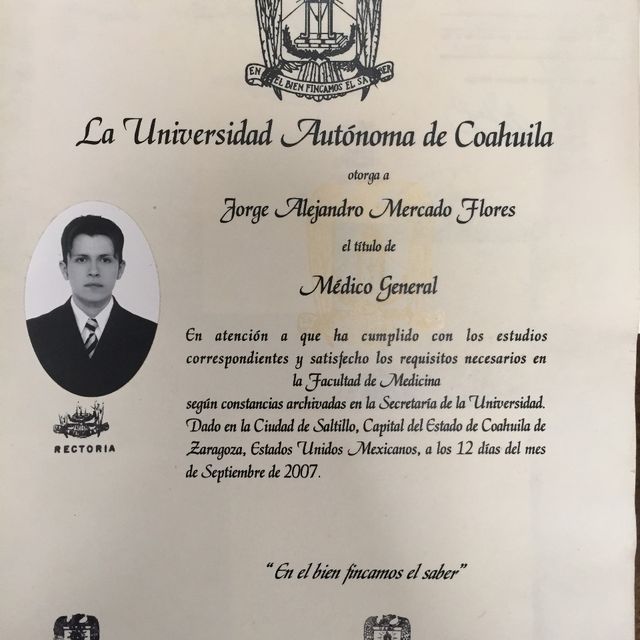 EN EL BIEN FINCAMOS EL SABER
La Universidad Autónoma de Coahuila
otorga a
Jorge Alejandro Mercado Flores
el título de
Médico General
En atención a que ha cumplido con los estudios
correspondientes y satisfecho los requisitos necesarios en
la Facultad de Medicina
según constancias archivadas en la Secretaría de la Universidad.
Dado en la Ciudad de Saltillo, Capital del Estado de Coahuila de
Zaragoza, Estados Unidos Mexicanos, a los 12 días del mes
de Septiembre de 2007.
RECTORIA
"En el bien fincamos el saber"